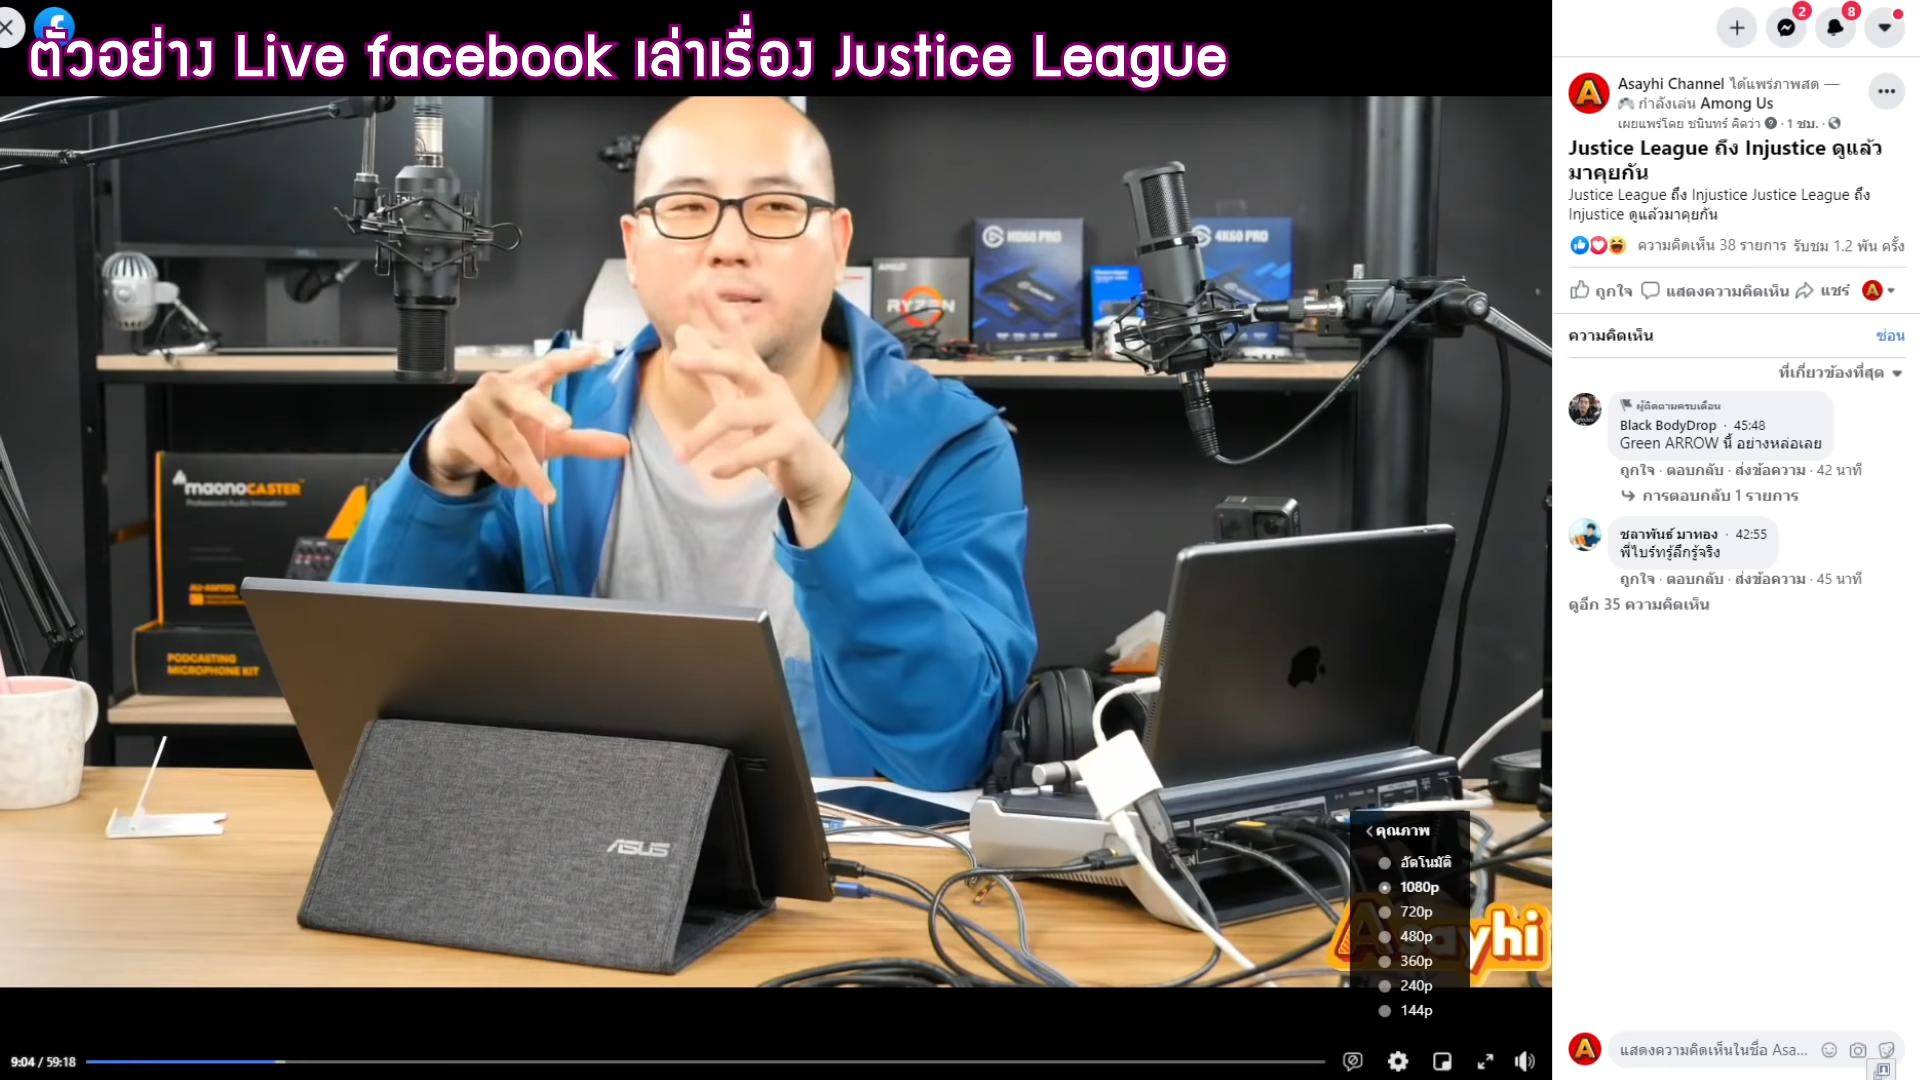 ตัวอย่าง Live facebook เล่าเรื่อง Justice League
2
8
Asayhi Channel ได้แพร่ภาพสด —
กำลังเล่น Among Us
เผยแพร่โดย ชนินทร์ คิดว่า · 1 ชม. ·
Justice League ถึง Injustice ดูแล้ว
มาคุยกัน
Justice League ถึง Injustice Justice League ถึง
Injustice ดูแล้วมาคุยกัน
ความคิดเห็น 38 รายการ รับชม 1.2 พัน ครั้ง
ถูกใจ แสดงความคิดเห็น แชร์
ความคิดเห็น ซ่อน
ที่เกี่ยวข้องที่สุด
ผู้ติดตามครบเดือน
Black BodyDrop · 45:48
Green ARROW นี้ อย่างหล่อเลย
ถูกใจ · ตอบกลับ · ส่งข้อความ · 42 นาที
การตอบกลับ 1 รายการ
ชลาพันธ์ มาทอง · 42:55
พี่ไบร์ทรู้ลึกรู้จริง
ถูกใจ · ตอบกลับ · ส่งข้อความ · 45 นาที
ดูอีก 35 ความคิดเห็น
HD60 PRO
4K60 PRO
AMD
RYZEN
maonoCASTER
Professional Audio Innovation
PODCASTING
MICROPHONE KIT
ASUS
คุณภาพ
อัตโนมัติ
1080p
720p
480p
360p
240p
144p
Asayhi
9:04 / 59:18
แสดงความคิดเห็นในชื่อ Asa...